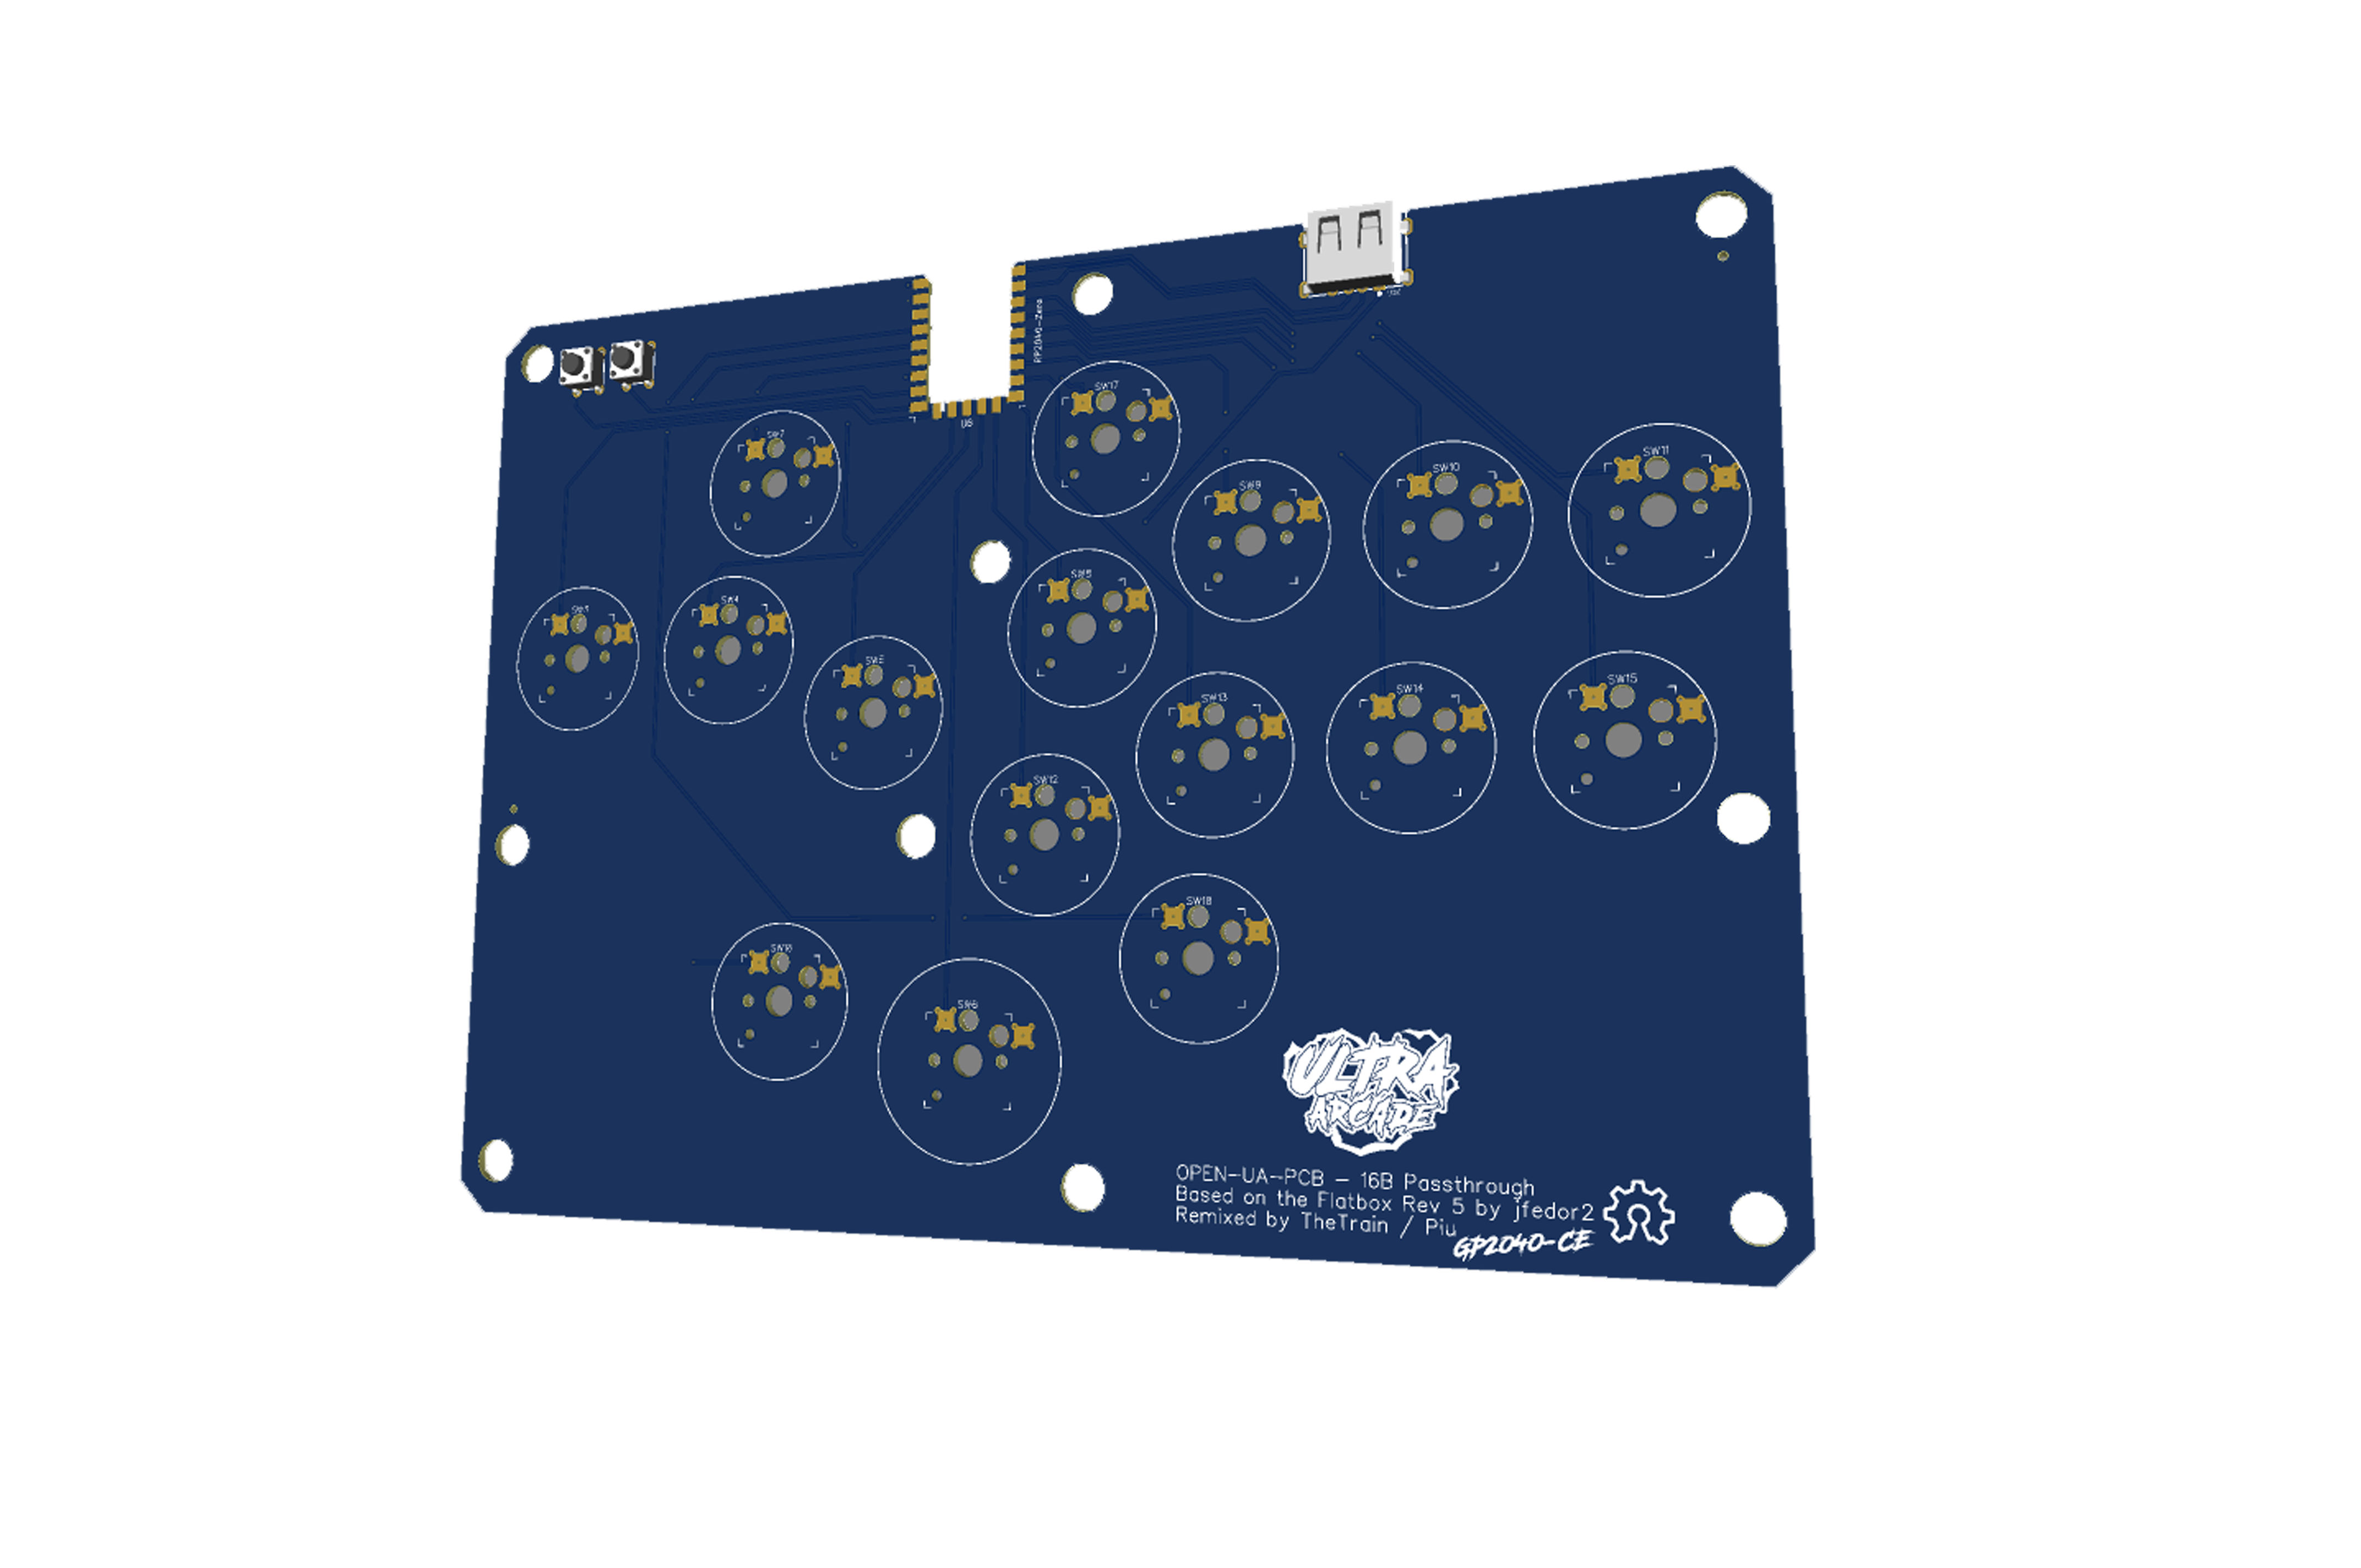 RP2040-Zero
U6
SW17
SW7
SW11
SW10
SW9
SW5
SW4
SW13
SW14
SW15
SW12
SW18
SW16
SW6
ULTRA
ARCADE
OPEN-UA-PCB - 16B Passthrough
Based on the Flatbox Rev 5 by jfedor2
Remixed by TheTrain / Piu
GP2040-CE